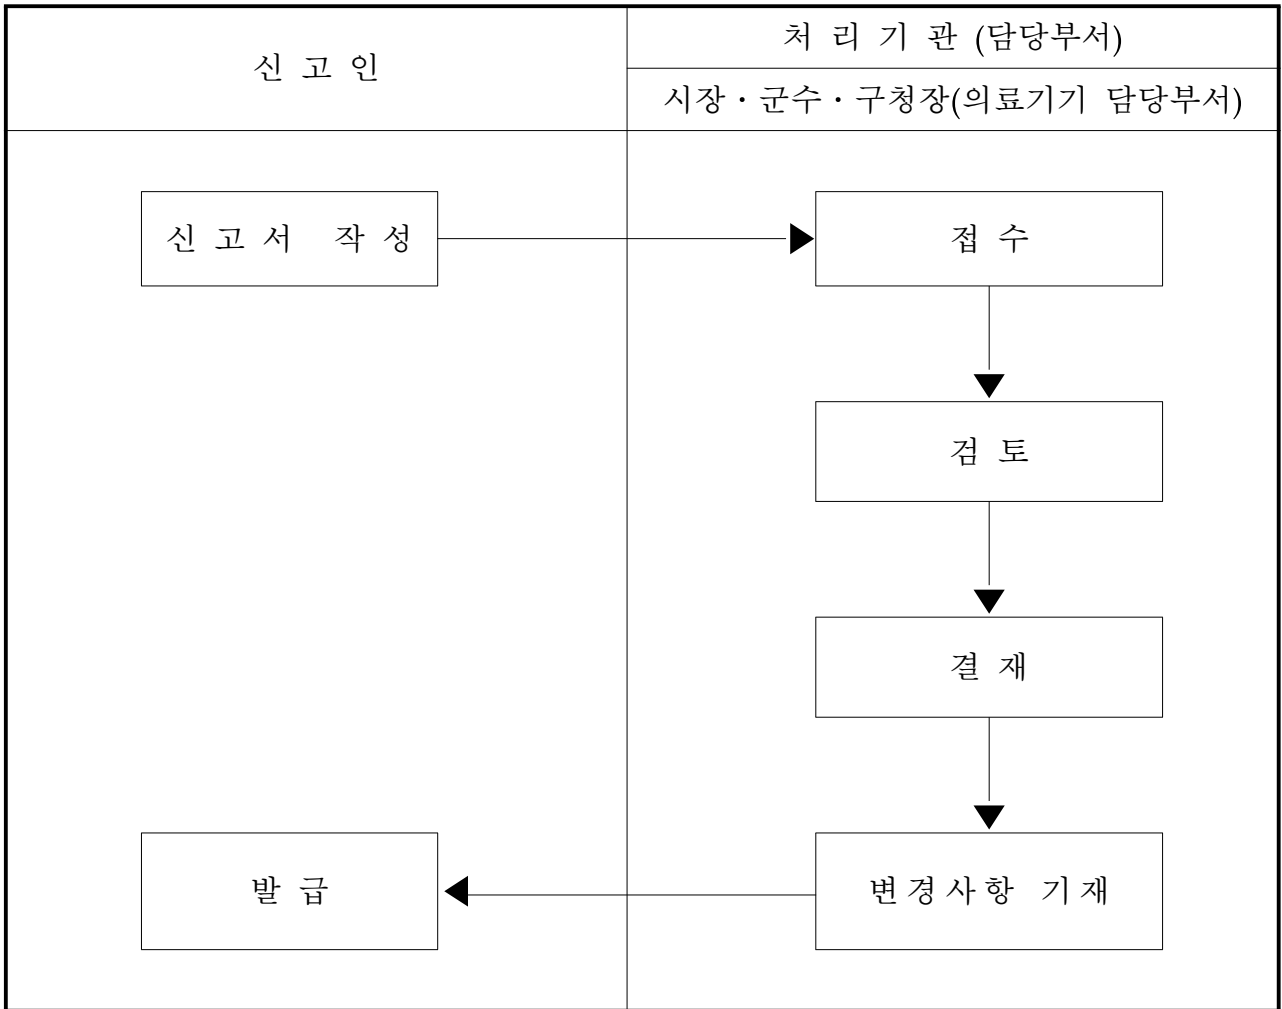 신 고 인
처 리 기 관 (담당부서)
시장·군수·구청장(의료기기 담당부서)
신 고 서 작 성
접 수
검 토
결 재
발 급
변경사항 기재